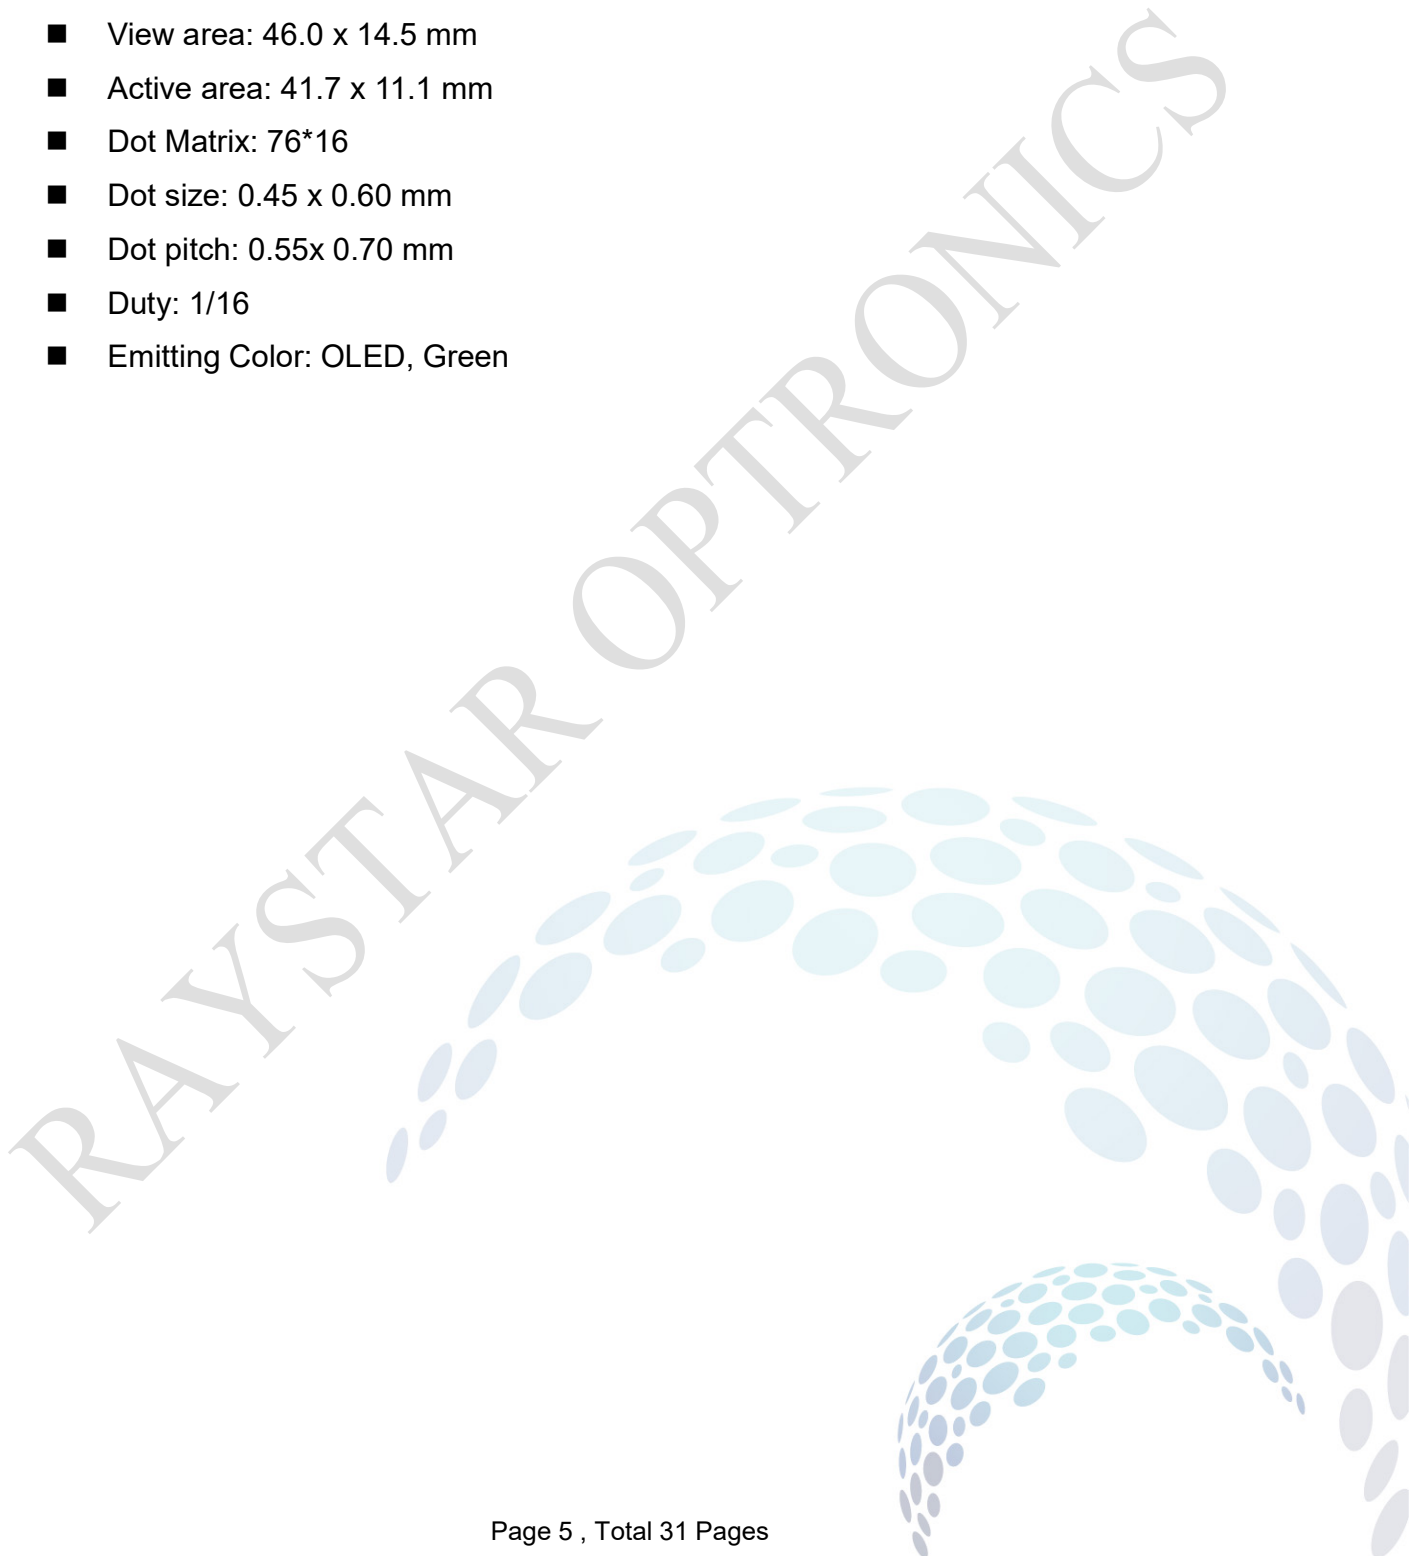 ■ View area: 46.0 x 14.5 mm
■ Active area: 41.7 x 11.1 mm
■ Dot Matrix: 76*16
■ Dot size: 0.45 x 0.60 mm
■ Dot pitch: 0.55x 0.70 mm
■ Duty: 1/16
■ Emitting Color: OLED, Green
RAYSTAR OPTRONICS
Page 5 , Total 31 Pages